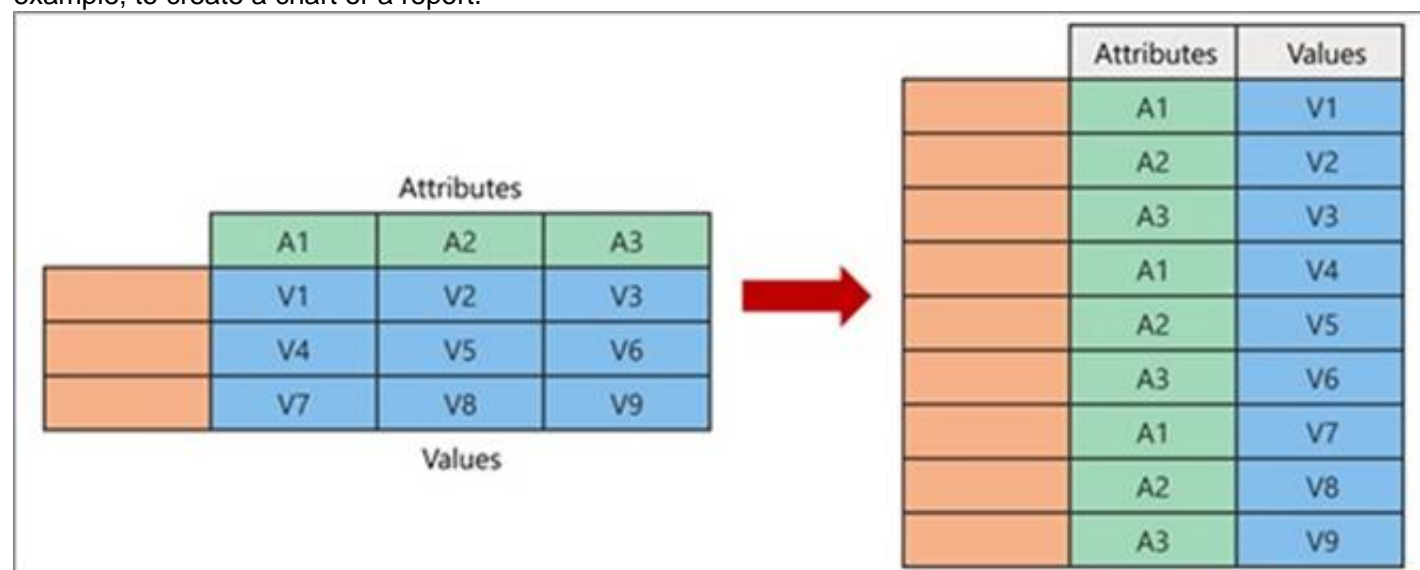 example, to create a chart or a report.
Attributes
A1 A2 A3
V1 V2 V3
V4 V5 V6
V7 V8 V9
Values
Attributes Values
A1 V1
A2 V2
A3 V3
A1 V4
A2 V5
A3 V6
A1 V7
A2 V8
A3 V9